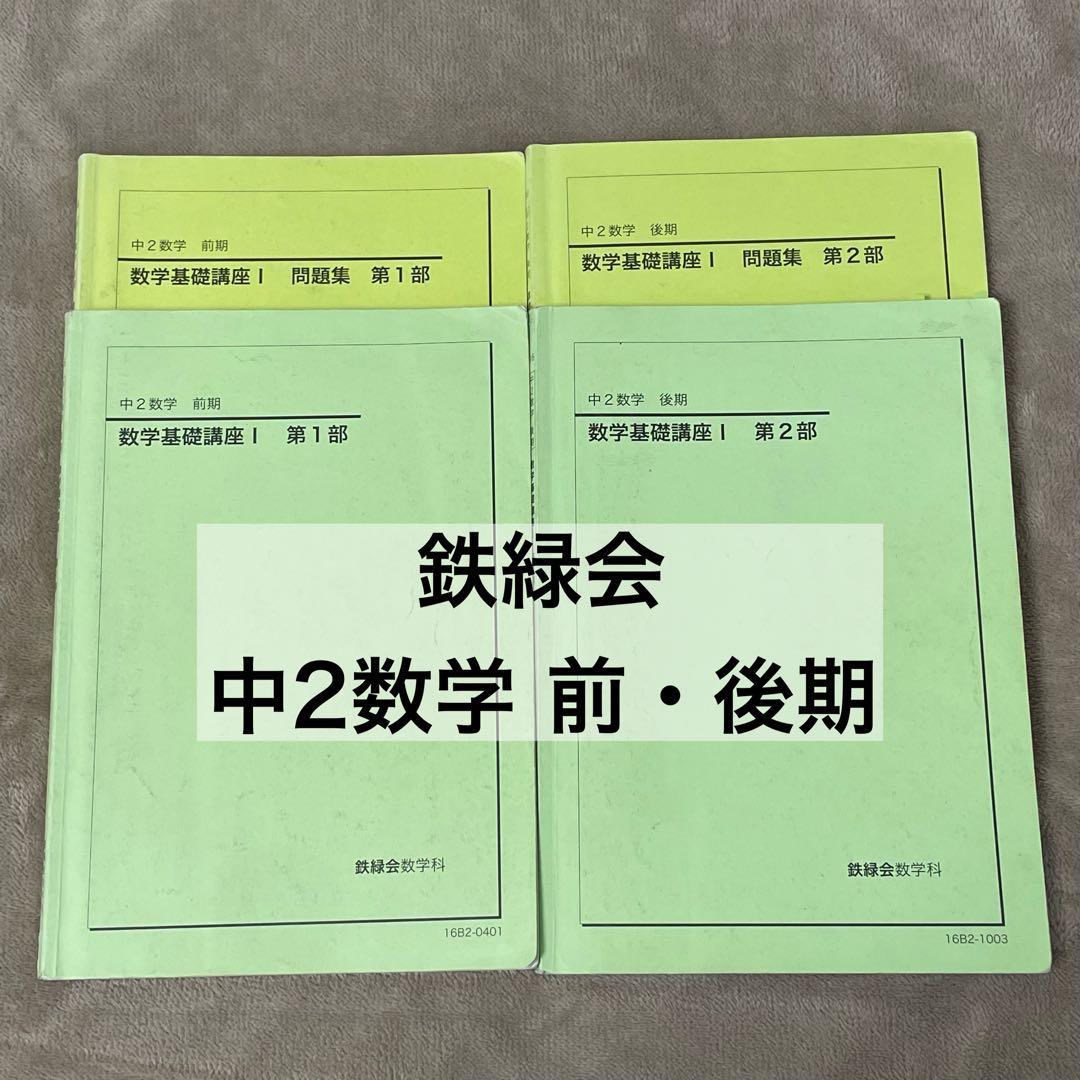 中２数学　前期
数学基礎講座Ⅰ　問題集　第１部
中２数学　後期
数学基礎講座Ⅰ　問題集　第２部
中２数学　前期
数学基礎講座Ⅰ　第１部
中２数学　後期
数学基礎講座Ⅰ　第２部
鉄緑会
中2数学 前・後期
鉄緑会数学科
16B2-0401
鉄緑会数学科
16B2-1003